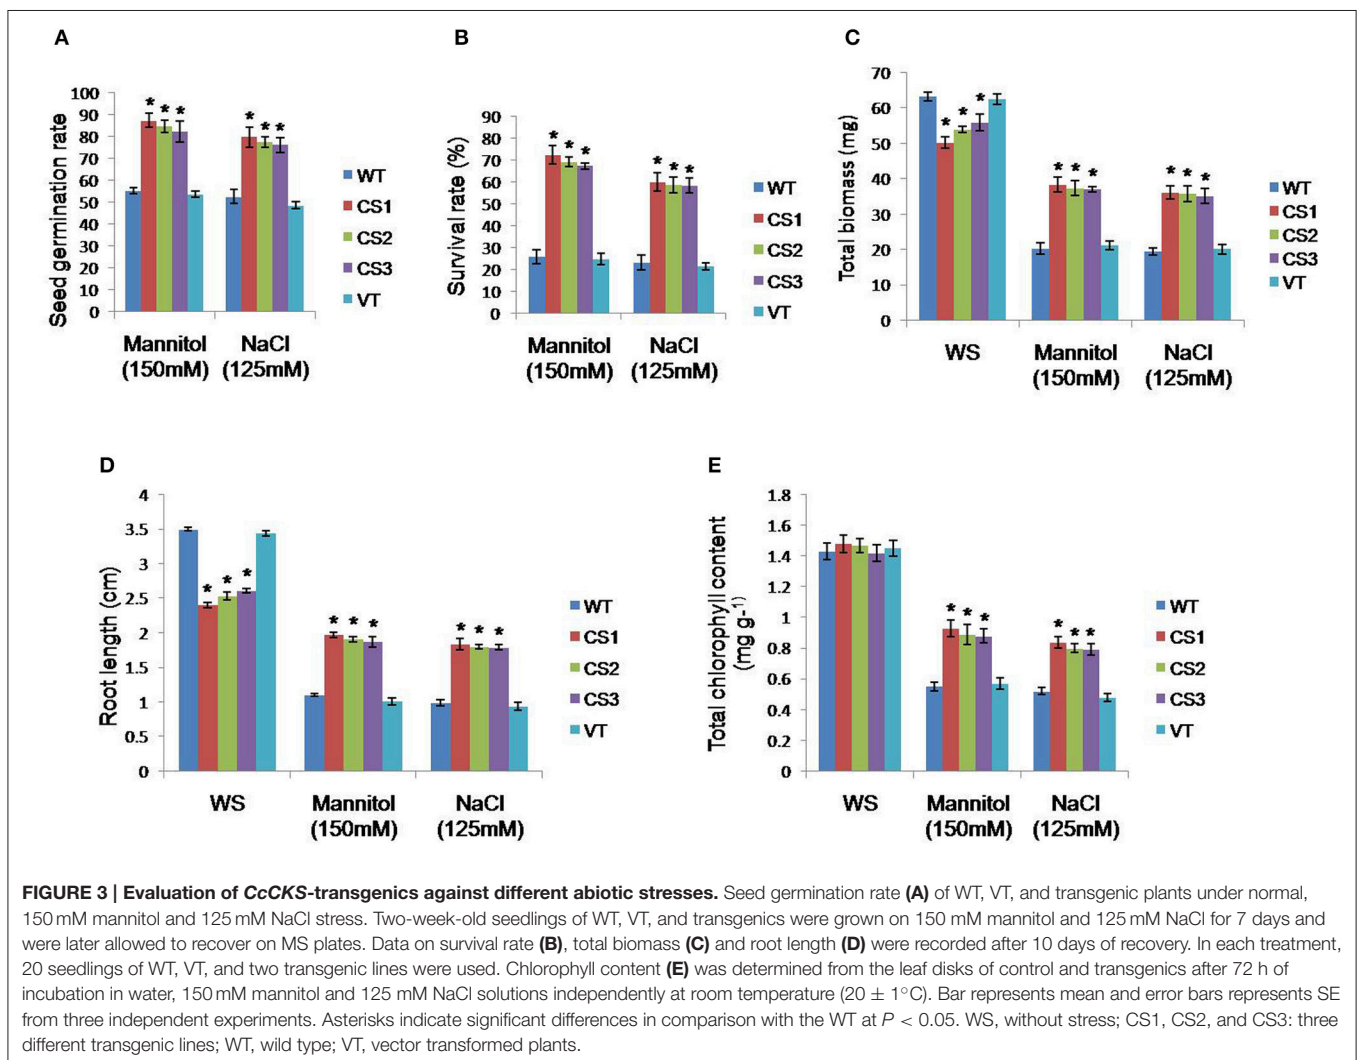 A
Seed germination rate
100
90
80
70
60
50
40
30
20
10
0
* * *
* * *
Mannitol
(150mM)
NaCl
(125mM)
WT
CS1
CS2
CS3
VT
B
Survival rate (%)
90
80
70
60
50
40
30
20
10
0
* * *
* * *
Mannitol
(150mM)
NaCl
(125mM)
WT
CS1
CS2
CS3
VT
C
Total biomass (mg)
70
60
50
40
30
20
10
0
* * *
* * *
* * *
WS
Mannitol
(150mM)
NaCl
(125mM)
WT
CS1
CS2
CS3
VT
D
Root length (cm)
4
3.5
3
2.5
2
1.5
1
0.5
0
* * *
* * *
* * *
WS
Mannitol
(150mM)
NaCl
(125mM)
WT
CS1
CS2
CS3
VT
E
Total chlorophyll content
(mg g-1)
1.8
1.6
1.4
1.2
1
0.8
0.6
0.4
0.2
0
* * *
* * *
WS
Mannitol
(150mM)
NaCl
(125mM)
WT
CS1
CS2
CS3
VT
FIGURE 3 | Evaluation of CcCKS-transgenics against different abiotic stresses. Seed germination rate (A) of WT, VT, and transgenic plants under normal,
150 mM mannitol and 125 mM NaCl stress. Two-week-old seedlings of WT, VT, and transgenics were grown on 150 mM mannitol and 125 mM NaCl for 7 days and
were later allowed to recover on MS plates. Data on survival rate (B), total biomass (C) and root length (D) were recorded after 10 days of recovery. In each treatment,
20 seedlings of WT, VT, and two transgenic lines were used. Chlorophyll content (E) was determined from the leaf disks of control and transgenics after 72 h of
incubation in water, 150 mM mannitol and 125 mM NaCl solutions independently at room temperature (20 ± 1°C). Bar represents mean and error bars represents SE
from three independent experiments. Asterisks indicate significant differences in comparison with the WT at P < 0.05. WS, without stress; CS1, CS2, and CS3: three
different transgenic lines; WT, wild type; VT, vector transformed plants.